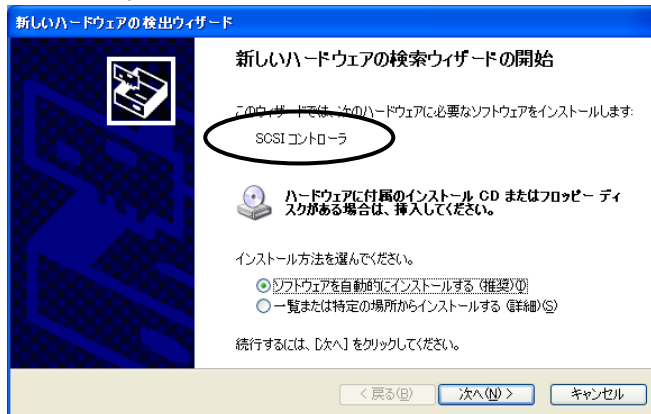 新しいハードウェアの検出ウィザード
新しいハードウェアの検索ウィザードの開始
このウィザードでは、次のハードウェアに必要なソフトウェアをインストールします:
SCSI コントローラ
ハードウェアに付属のインストール CD またはフロッピー ディ
スクがある場合は、挿入してください。
インストール方法を選んでください。
ソフトウェアを自動的にインストールする (推奨)(I)
一覧または特定の場所からインストールする (詳細)(S)
続行するには、[次へ] をクリックしてください。
< 戻る(B) 次へ(N) > キャンセル